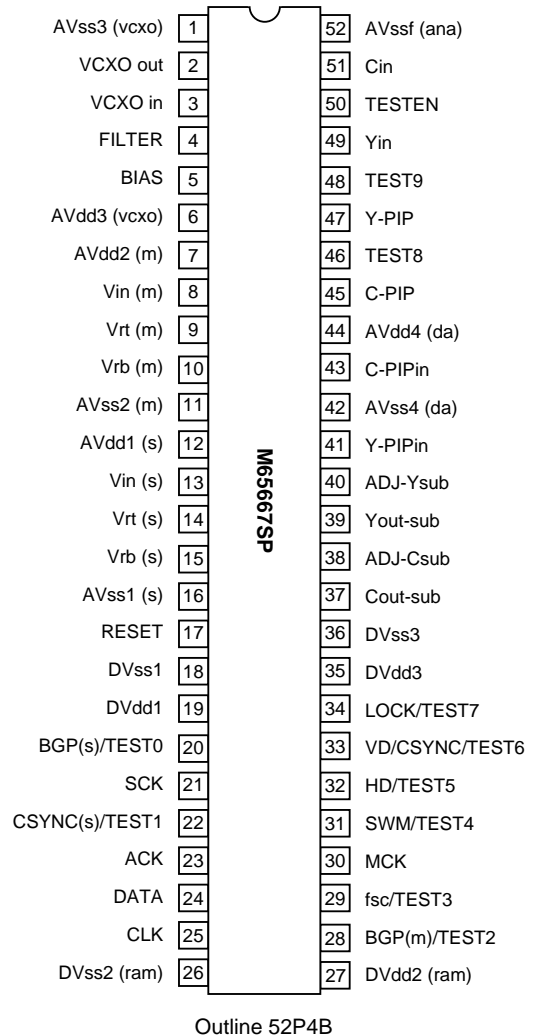 AVss3 (vcxo) 1 52 AVssf (ana)
VCXO out 2 51 Cin
VCXO in 3 50 TESTEN
FILTER 4 49 Yin
BIAS 5 48 TEST9
AVdd3 (vcxo) 6 47 Y-PIP
AVdd2 (m) 7 46 TEST8
Vin (m) 8 45 C-PIP
Vrt (m) 9 44 AVdd4 (da)
Vrb (m) 10 43 C-PIPin
AVss2 (m) 11 42 AVss4 (da)
AVdd1 (s) 12 41 Y-PIPin
Vin (s) 13 40 ADJ-Ysub
Vrt (s) 14 39 Yout-sub
Vrb (s) 15 38 ADJ-Csub
AVss1 (s) 16 37 Cout-sub
RESET 17 36 DVss3
DVss1 18 35 DVdd3
DVdd1 19 34 LOCK/TEST7
BGP(s)/TEST0 20 33 VD/CSYNC/TEST6
SCK 21 32 HD/TEST5
CSYNC(s)/TEST1 22 31 SWM/TEST4
ACK 23 30 MCK
DATA 24 29 fsc/TEST3
CLK 25 28 BGP(m)/TEST2
DVss2 (ram) 26 27 DVdd2 (ram)
M65667SP
Outline 52P4B